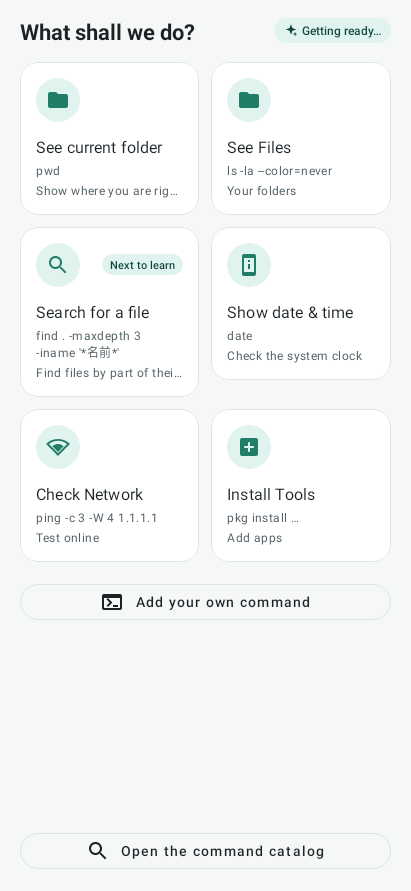 What shall we do?
Getting ready…
See current folder
pwd
Show where you are rig…
See Files
ls -la --color=never
Your folders
Next to learn
Search for a file
find . -maxdepth 3
-iname '*名前*'
Find files by part of thei…
Show date & time
date
Check the system clock
Check Network
ping -c 3 -W 4 1.1.1.1
Test online
Install Tools
pkg install …
Add apps
Add your own command
Open the command catalog